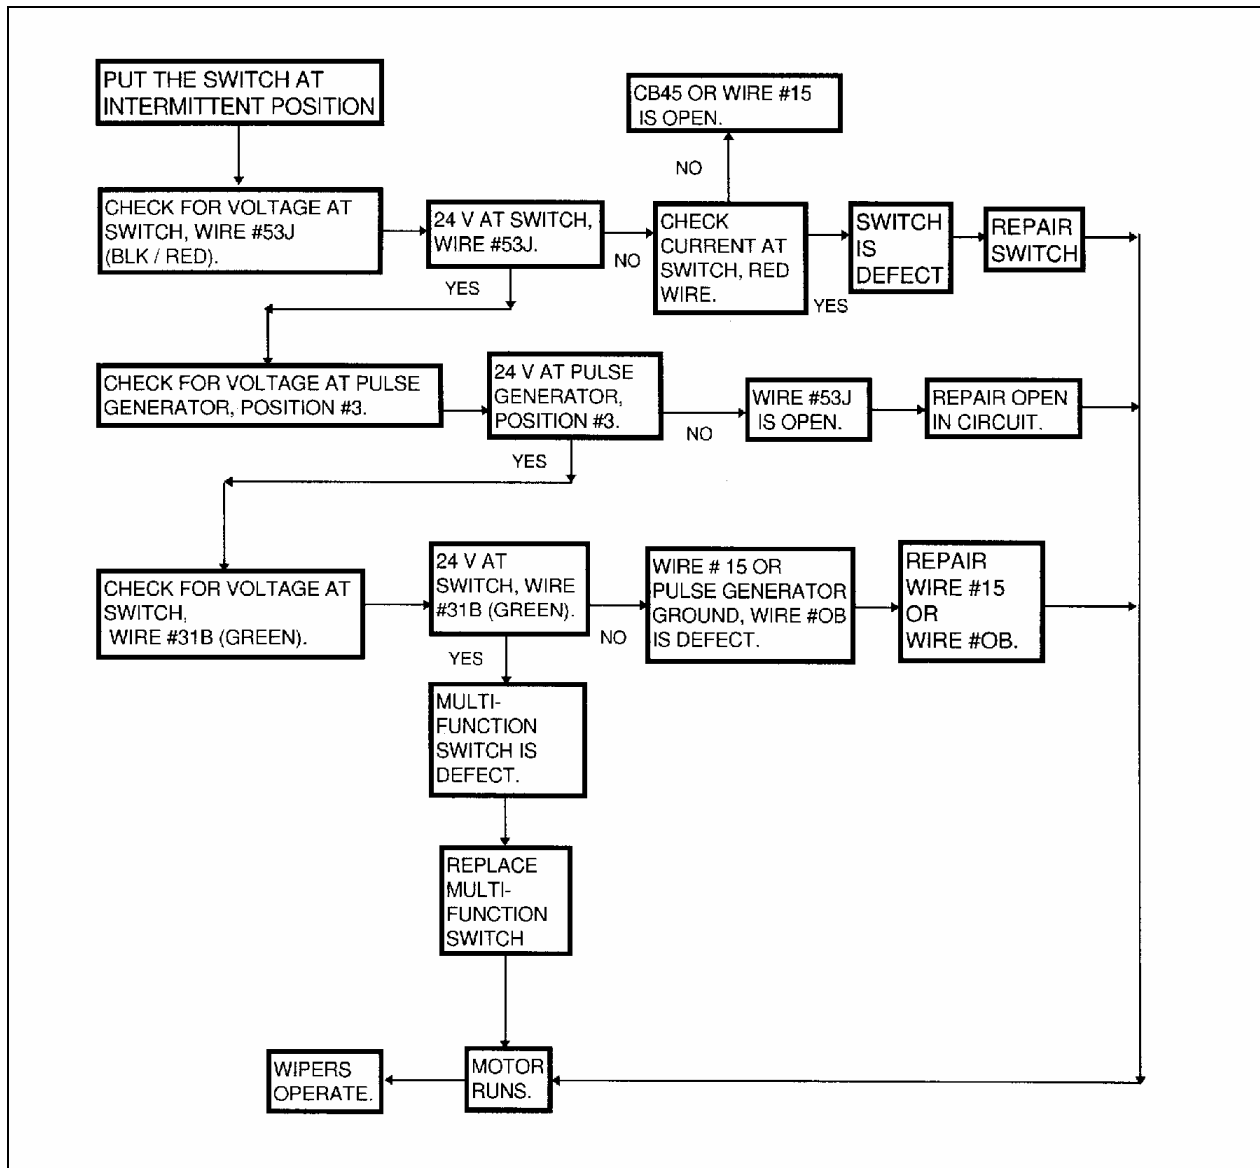 PUT THE SWITCH AT
INTERMITTENT POSITION
CB45 OR WIRE #15
IS OPEN.
NO
CHECK FOR VOLTAGE AT
SWITCH, WIRE #53J
(BLK / RED).
24 V AT SWITCH,
WIRE #53J.
NO
YES
CHECK
CURRENT AT
SWITCH, RED
WIRE.
YES
SWITCH
IS
DEFECT
REPAIR
SWITCH
CHECK FOR VOLTAGE AT PULSE
GENERATOR, POSITION #3.
24 V AT PULSE
GENERATOR,
POSITION #3.
NO
YES
WIRE #53J
IS OPEN.
REPAIR OPEN
IN CIRCUIT.
CHECK FOR VOLTAGE AT
SWITCH,
WIRE #31B (GREEN).
24 V AT
SWITCH, WIRE
#31B (GREEN).
NO
YES
WIRE # 15 OR
PULSE GENERATOR
GROUND, WIRE #OB
IS DEFECT.
REPAIR
WIRE #15
OR
WIRE #OB.
MULTI-
FUNCTION
SWITCH IS
DEFECT.
REPLACE
MULTI-
FUNCTION
SWITCH
WIPERS
OPERATE.
MOTOR
RUNS.